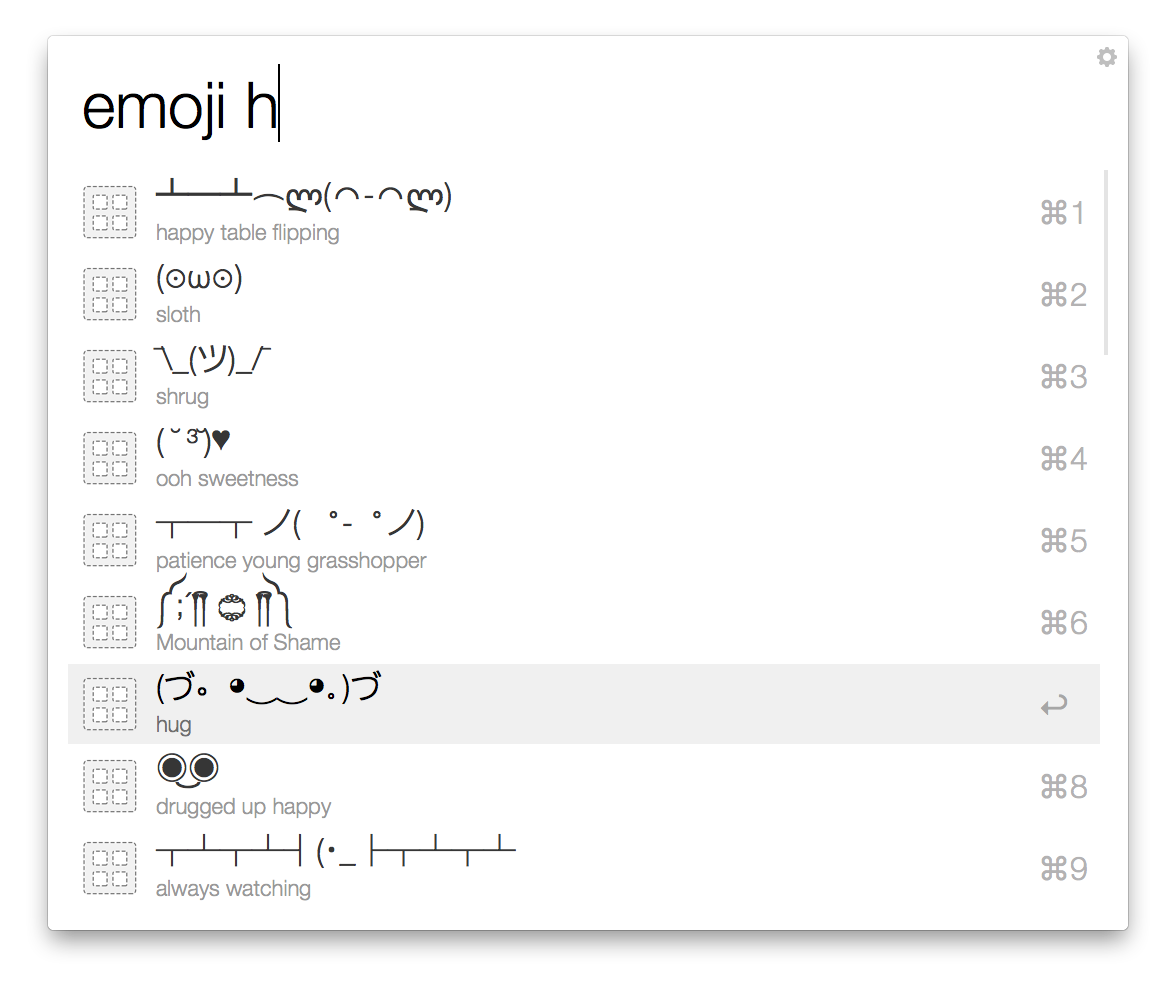 emoji h
┻━┻︵ლ(⌒-⌒ლ)
happy table flipping
⌘1
(⊙ω⊙)
sloth
⌘2
¯\_(ツ)_/¯
shrug
⌘3
( ˘ ³˘)♥
ooh sweetness
⌘4
┬──┬ ノ( ゜-゜ノ)
patience young grasshopper
⌘5
༼;´༎ຶ ۝ ༎ຶ༽
Mountain of Shame
(づ。◕‿‿◕。)づ
hug
↩
◉‿◉
drugged up happy
⌘8
┬┴┬┴┤(･_├┬┴┬┴
always watching
⌘9
⌘6